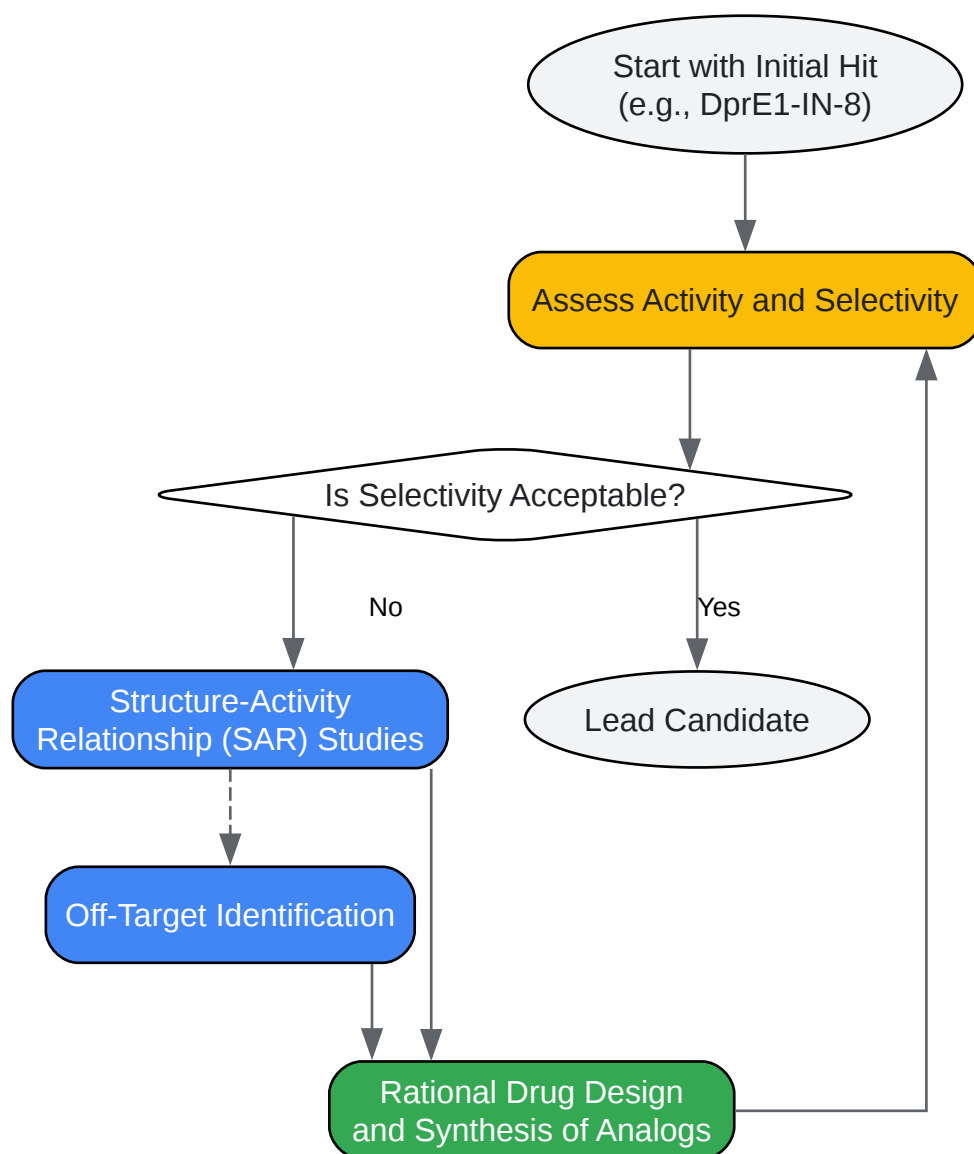 Start with Initial Hit
(e.g., DprE1-IN-8)
Assess Activity and Selectivity
Is Selectivity Acceptable?
No
Yes
Structure-Activity
Relationship (SAR) Studies
Lead Candidate
Off-Target Identification
Rational Drug Design
and Synthesis of Analogs